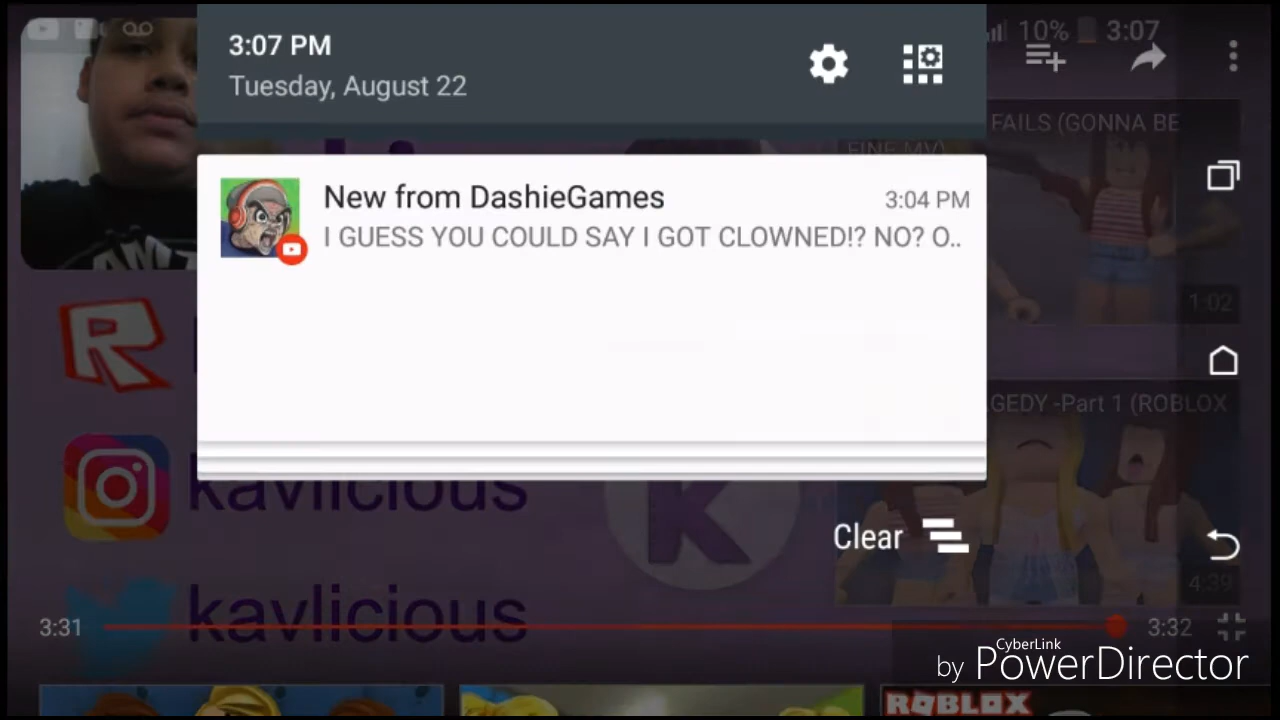 3:07 PM
Tuesday, August 22
10% 3:07
FAILS (GONNA BE
FINE MV)
New from DashieGames
3:04 PM
I GUESS YOU COULD SAY I GOT CLOWNED!? NO? O..
1:02
GEDY -Part 1 (ROBLOX
R
kavlicious
K
Clear
4:39
kavlicious
3:31
3:32
CyberLink
by PowerDirector
ROBLOX